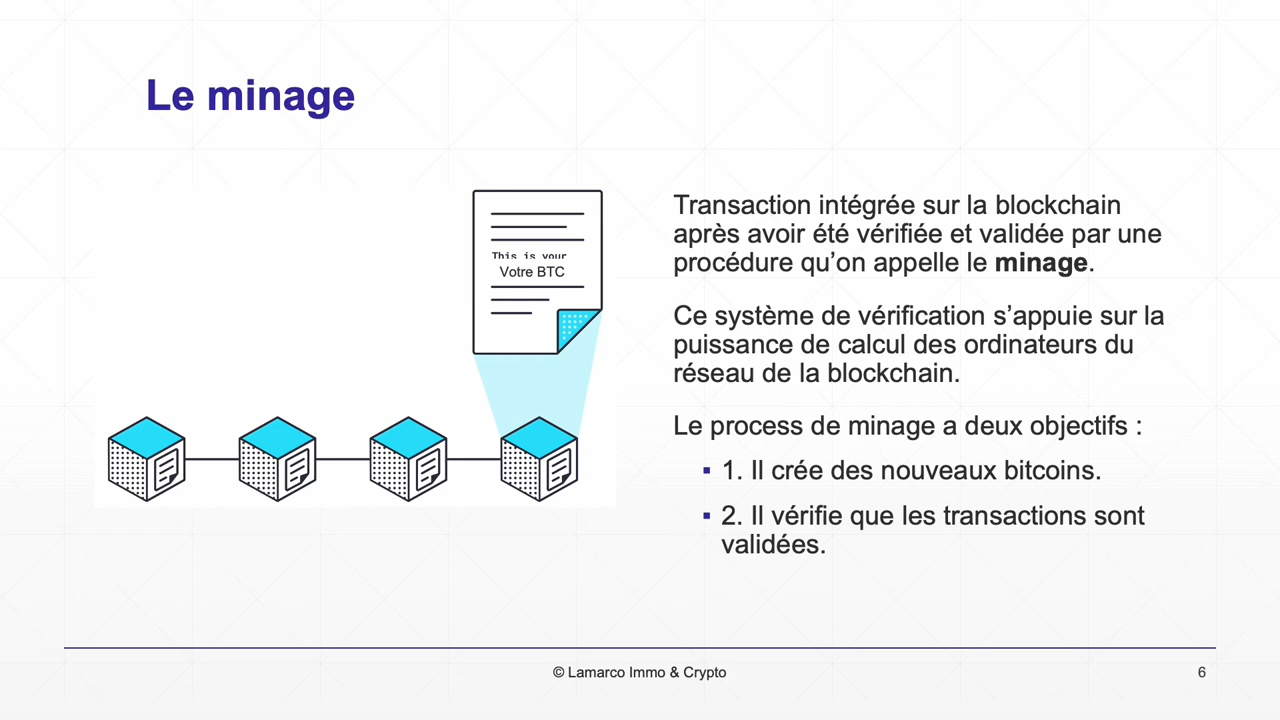 Le minage
This is your
Votre BTC
Transaction intégrée sur la blockchain
après avoir été vérifiée et validée par une
procédure qu’on appelle le minage.
Ce système de vérification s’appuie sur la
puissance de calcul des ordinateurs du
réseau de la blockchain.
Le process de minage a deux objectifs :
▪ 1. Il crée des nouveaux bitcoins.
▪ 2. Il vérifie que les transactions sont
validées.
© Lamarco Immo & Crypto
6